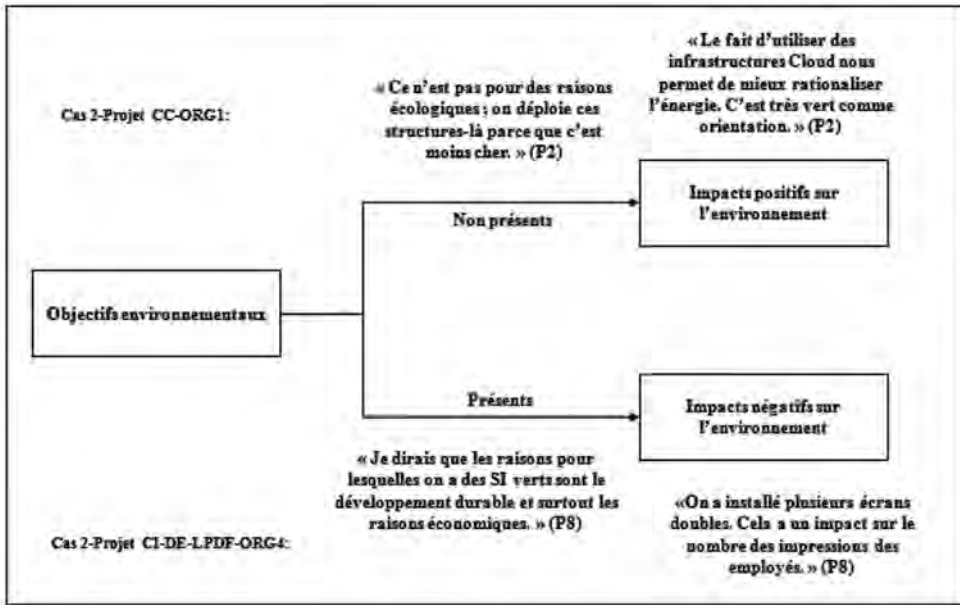 Cas 2-Projet CC-ORG1:
« Ce n'est pas pour des raisons
écologiques ; on déploie ces
structures-là parce que c'est
moins cher. » (P2)
« Le fait d'utiliser des
infrastructures Cloud nous
permet de mieux rationaliser
l'énergie. C'est très vert comme
orientation. » (P2)
Non présents
Impacts positifs sur
l'environnement
Objectifs environnementaux
Présents
Impacts négatifs sur
l'environnement
« Je dirais que les raisons pour
lesquelles on a des SI verts sont le
développement durable et surtout les
raisons économiques. » (P8)
Cas 2-Projet CI-DE-LPDF-ORG4:
«On a installé plusieurs écrans
doubles. Cela a un impact sur le
nombre des impressions des
employés. » (P8)